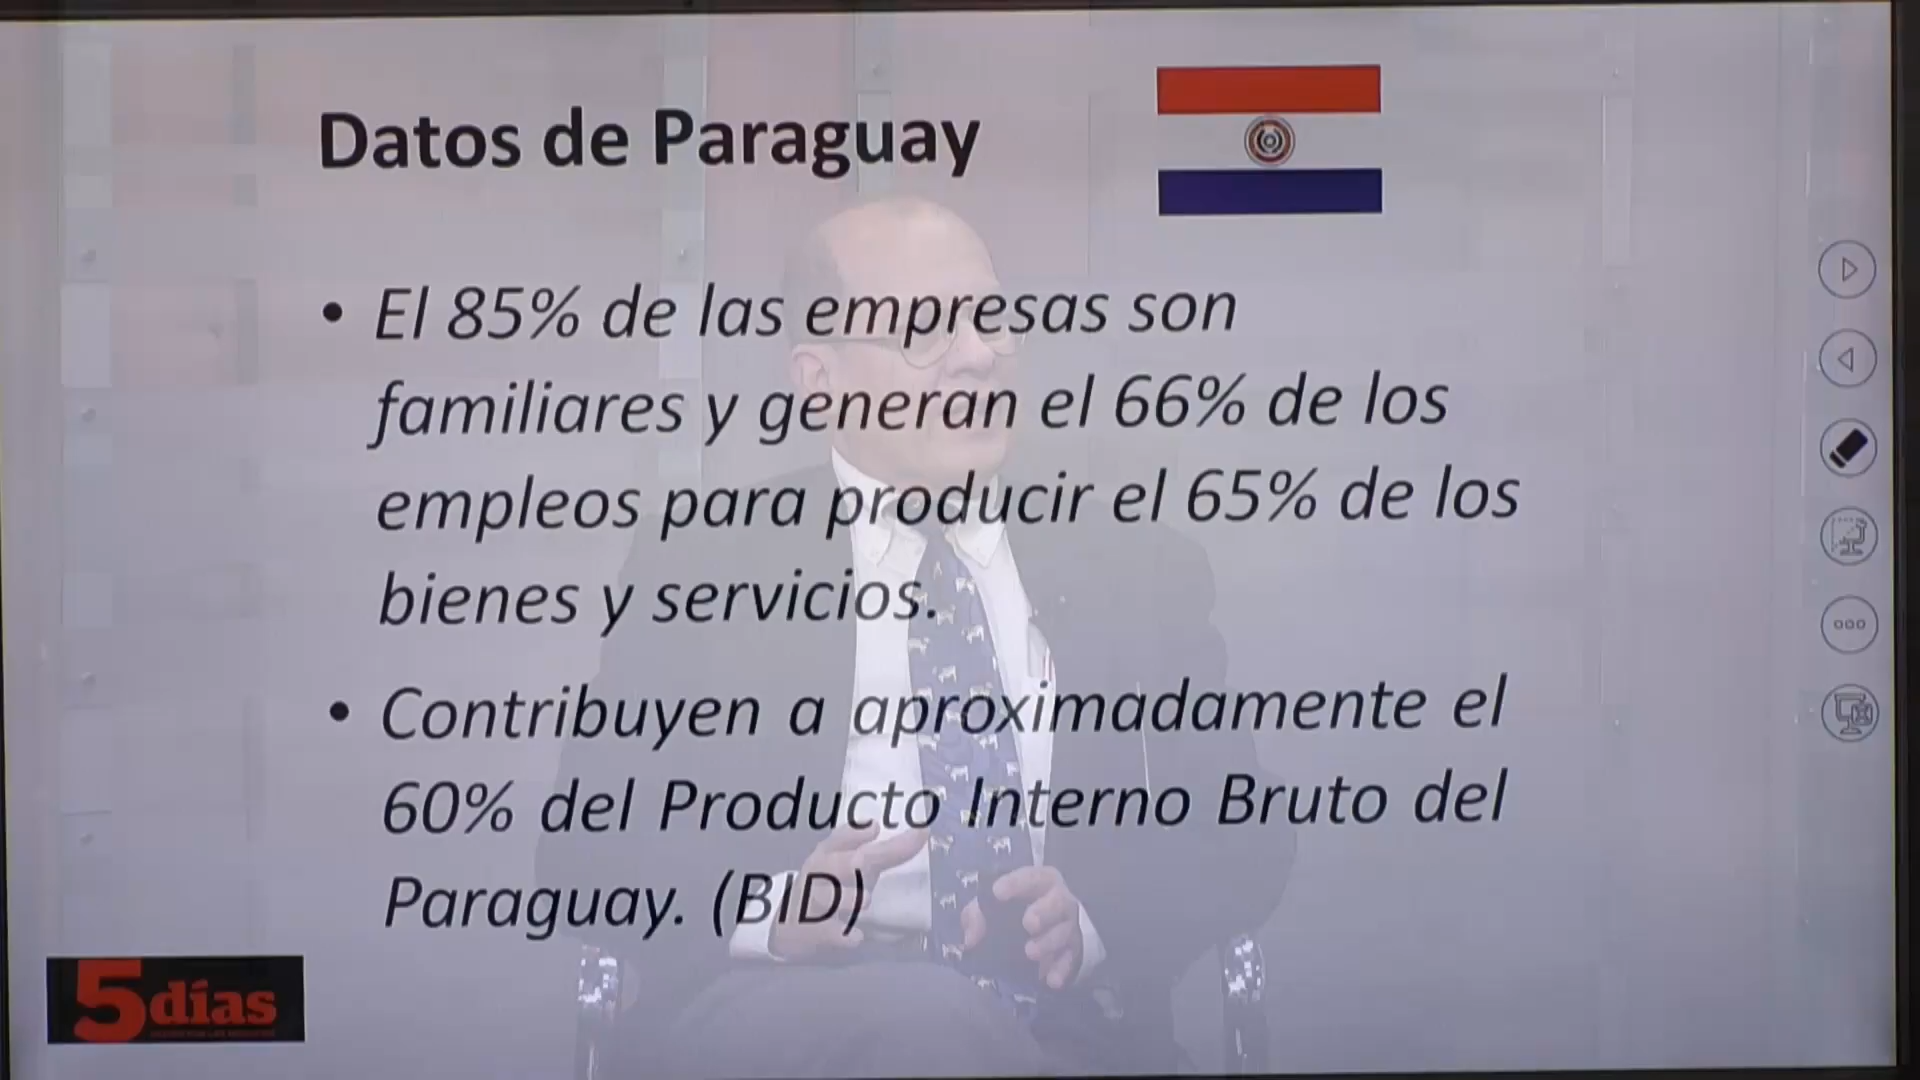 Datos de Paraguay
• El 85% de las empresas son
familiares y generan el 66% de los
empleos para producir el 65% de los
bienes y servicios.
• Contribuyen a aproximadamente el
60% del Producto Interno Bruto del
Paraguay. (BID)
5días